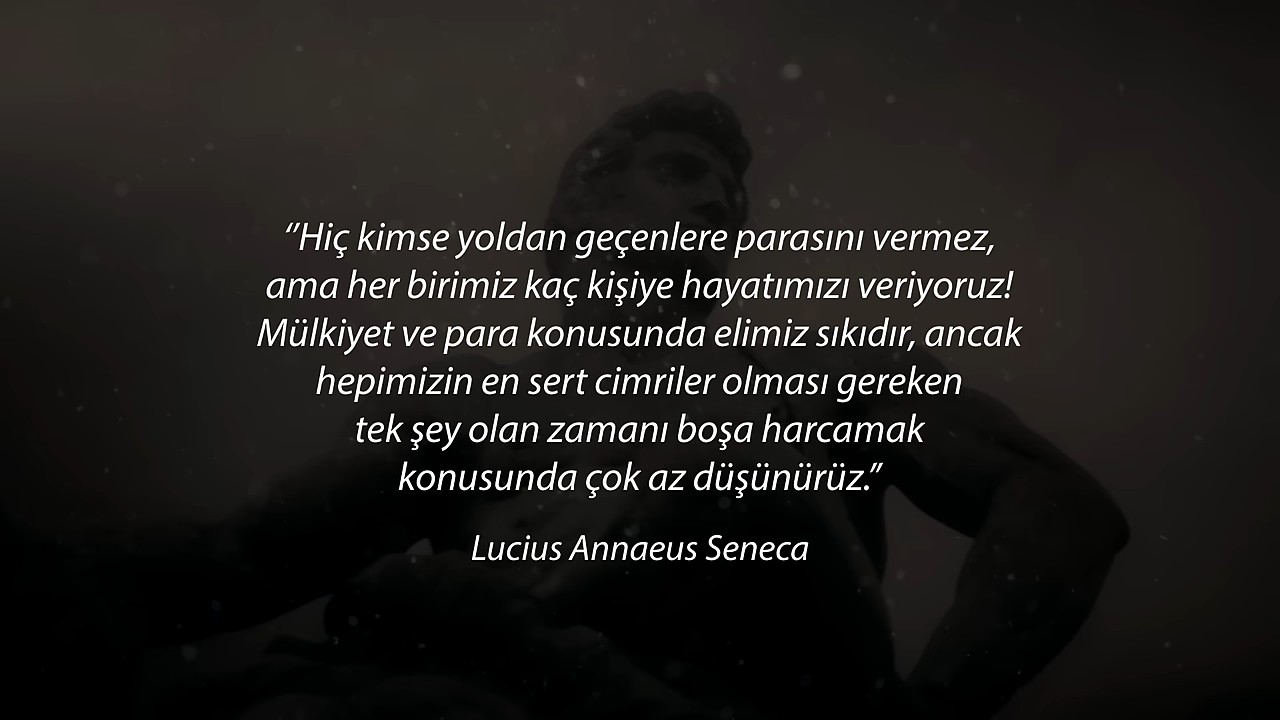 “Hiç kimse yoldan geçenlere parasını vermez,
ama her birimiz kaç kişiye hayatımızı veriyoruz!
Mülkiyet ve para konusunda elimiz sıkıdır, ancak
hepimizin en sert cimriler olması gereken
tek şey olan zamanı boşa harcamak
konusunda çok az düşünürüz.”
Lucius Annaeus Seneca